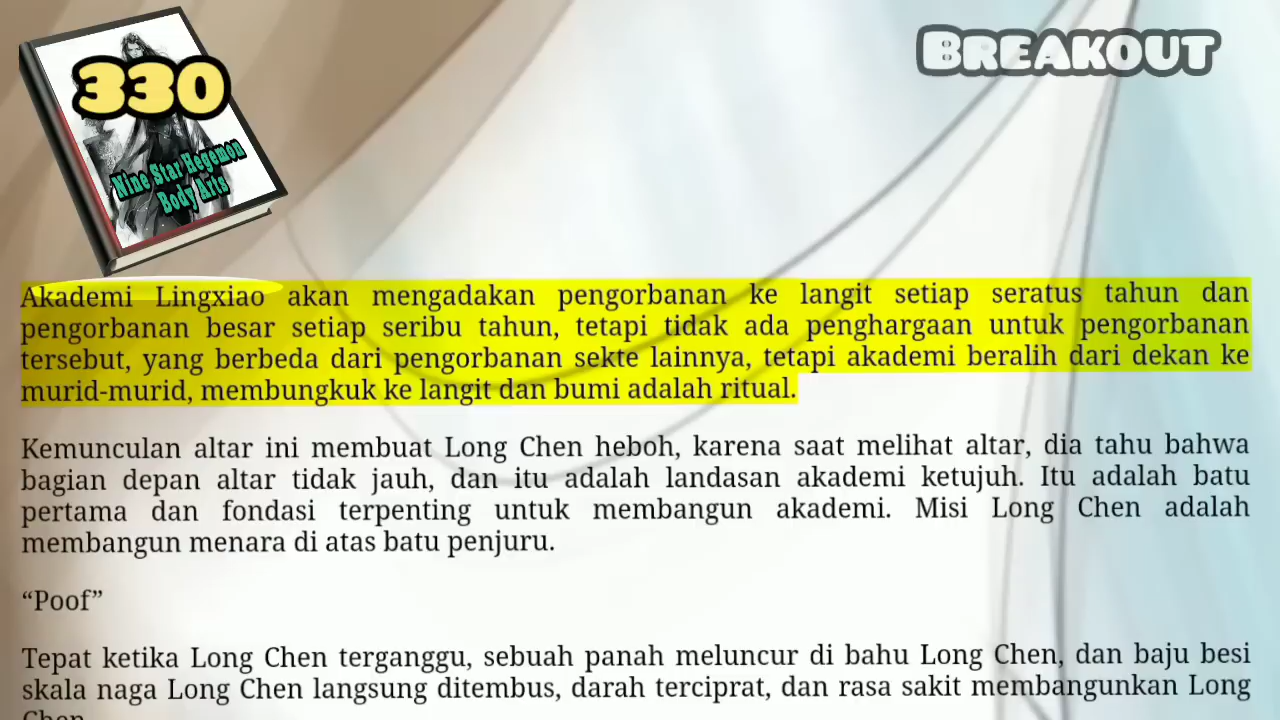 330
BREAKOUT
Nine Star Hegemon
Body Arts
Akademi Lingxiao akan mengadakan pengorbanan ke langit setiap seratus tahun dan
pengorbanan besar setiap seribu tahun, tetapi tidak ada penghargaan untuk pengorbanan
tersebut, yang berbeda dari pengorbanan sekte lainnya, tetapi akademi beralih dari dekan ke
murid-murid, membungkuk ke langit dan bumi adalah ritual.
Kemunculan altar ini membuat Long Chen heboh, karena saat melihat altar, dia tahu bahwa
bagian depan altar tidak jauh, dan itu adalah landasan akademi ketujuh. Itu adalah batu
pertama dan fondasi terpenting untuk membangun akademi. Misi Long Chen adalah
membangun menara di atas batu penjuru.
“Poof”
Tepat ketika Long Chen terganggu, sebuah panah meluncur di bahu Long Chen, dan baju besi
skala naga Long Chen langsung ditembus, darah terciprat, dan rasa sakit membangunkan Long
Chen